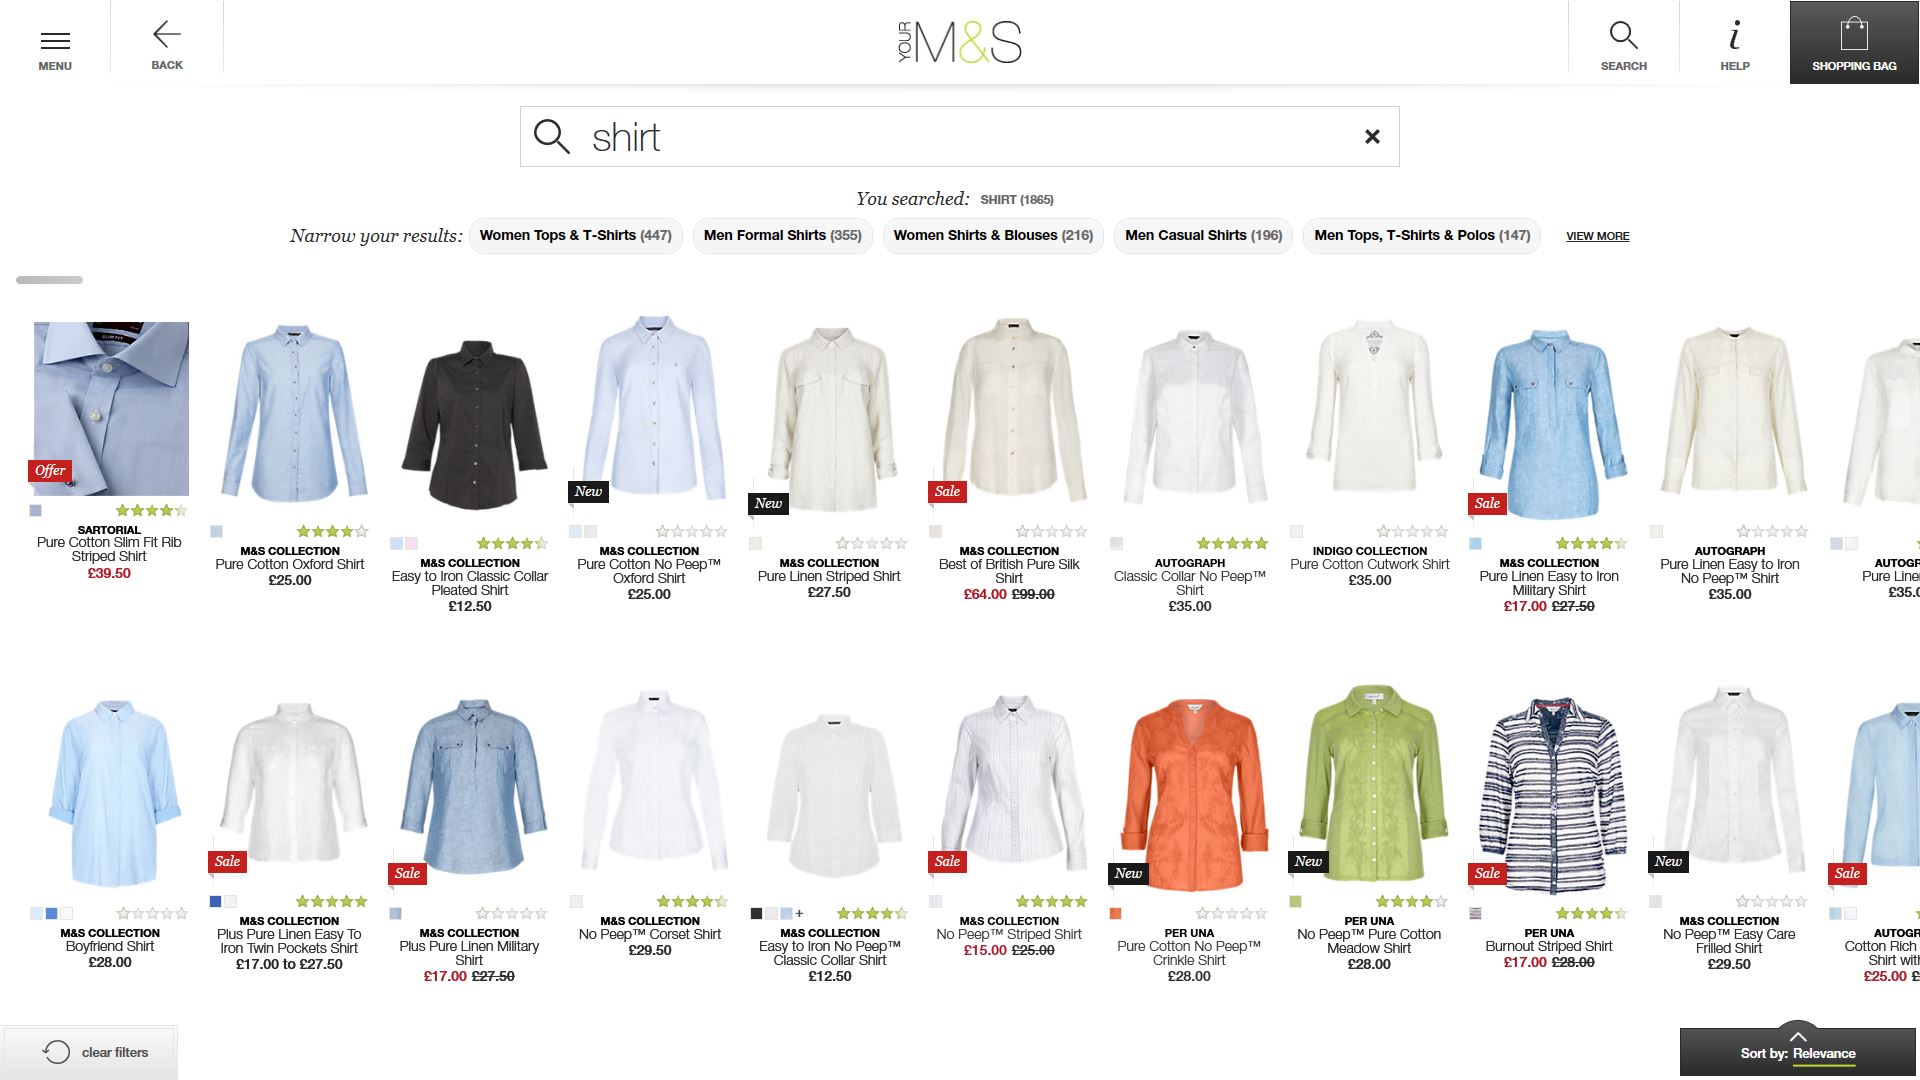 MENU
BACK
YOUR M&S
SEARCH
HELP
SHOPPING BAG
shirt
You searched: SHIRT (1865)
Narrow your results: Women Tops & T-Shirts (447) Men Formal Shirts (355) Women Shirts & Blouses (216) Men Casual Shirts (196) Men Tops, T-Shirts & Polos (147) VIEW MORE
SLIM FIT
Offer
SARTORIAL
Pure Cotton Slim Fit Rib
Striped Shirt
£39.50
M&S COLLECTION
Pure Cotton Oxford Shirt
£25.00
M&S COLLECTION
Easy to Iron Classic Collar
Pleated Shirt
£12.50
New
M&S COLLECTION
Pure Cotton No Peep™
Oxford Shirt
£25.00
New
M&S COLLECTION
Pure Linen Striped Shirt
£27.50
Sale
M&S COLLECTION
Best of British Pure Silk
Shirt
£64.00 £99.00
AUTOGRAPH
Classic Collar No Peep™
Shirt
£35.00
INDIGO COLLECTION
Pure Cotton Cutwork Shirt
£35.00
Sale
M&S COLLECTION
Pure Linen Easy to Iron
Military Shirt
£17.00 £27.50
AUTOGRAPH
Pure Linen Easy to Iron
No Peep™ Shirt
£35.00
AUTOGR
Pure Line
£35.0
M&S COLLECTION
Boyfriend Shirt
£28.00
Sale
M&S COLLECTION
Plus Pure Linen Easy To
Iron Twin Pockets Shirt
£17.00 to £27.50
Sale
M&S COLLECTION
Plus Pure Linen Military
Shirt
£17.00 £27.50
M&S COLLECTION
No Peep™ Corset Shirt
£29.50
+
M&S COLLECTION
Easy to Iron No Peep™
Classic Collar Shirt
£12.50
Sale
M&S COLLECTION
No Peep™ Striped Shirt
£15.00 £25.00
New
PER UNA
Pure Cotton No Peep™
Crinkle Shirt
£28.00
New
PER UNA
No Peep™ Pure Cotton
Meadow Shirt
£28.00
Sale
PER UNA
Burnout Striped Shirt
£17.00 £28.00
New
M&S COLLECTION
No Peep™ Easy Care
Frilled Shirt
£29.50
Sale
AUTOGR
Cotton Rich
Shirt with
£25.00 £
clear filters
Sort by: Relevance